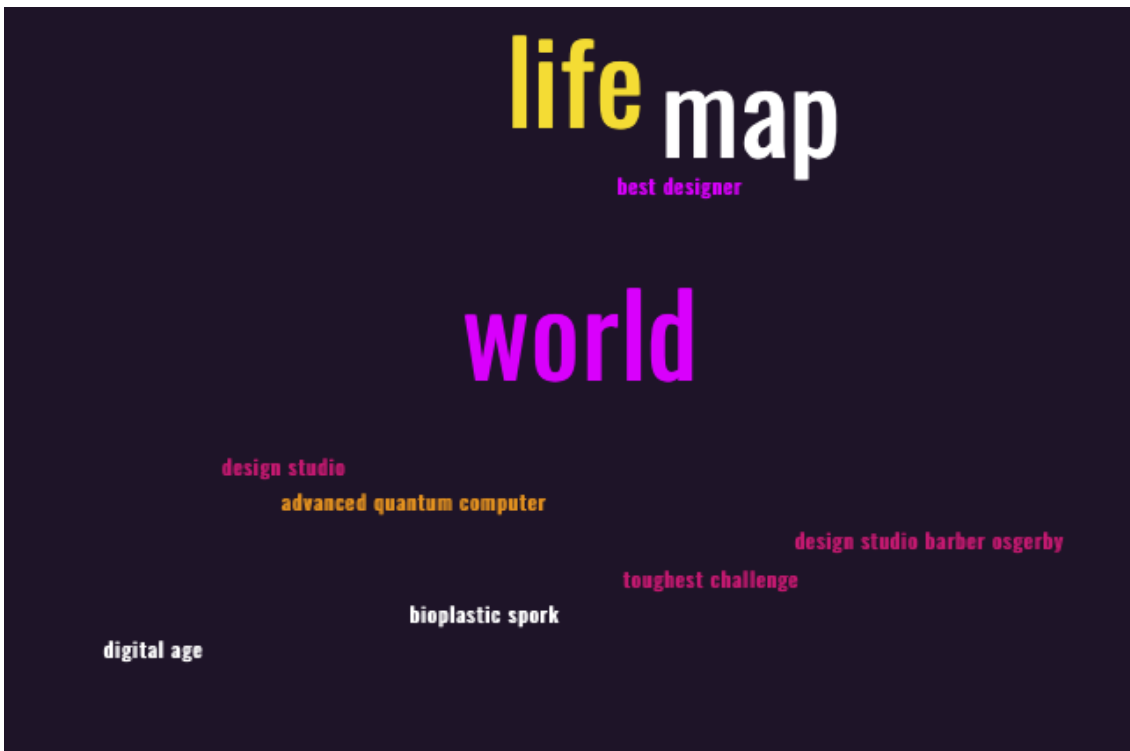 life
map
best designer
world
design studio
advanced quantum computer
design studio barber osgerby
toughest challenge
bioplastic spork
digital age